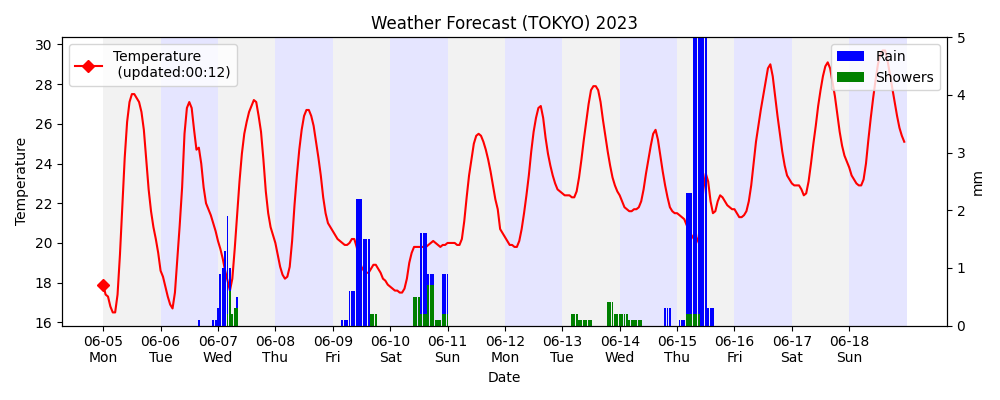 Weather Forecast (TOKYO) 2023
Temperature
(updated:00:12)
Rain
Showers
30
28
26
24
22
20
18
16
Temperature
5
4
3
2
1
0
mm
06-05 06-06 06-07 06-08 06-09 06-10 06-11 06-12 06-13 06-14 06-15 06-16 06-17 06-18
Mon Tue Wed Thu Fri Sat Sun Mon Tue Wed Thu Fri Sat Sun
Date